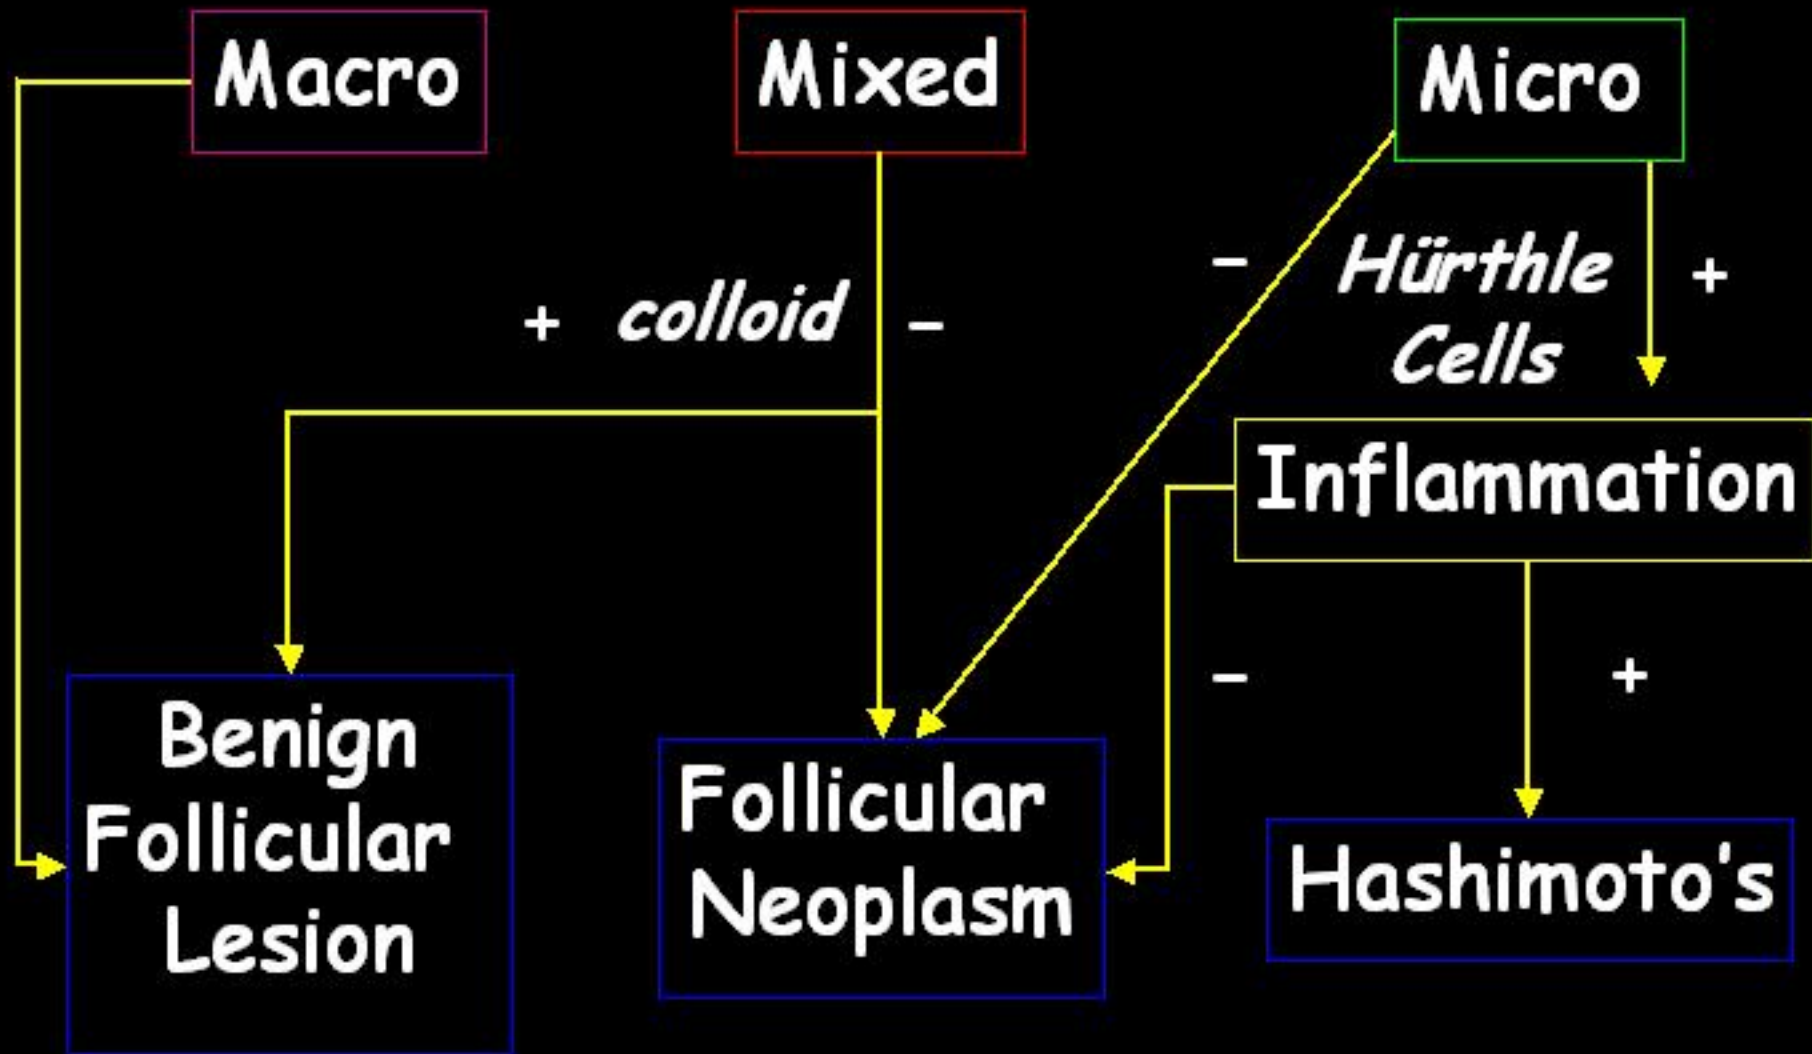 Macro
Mixed
Micro
+ colloid –
– Hürthle +
Cells
Inflammation
– +
Benign
Follicular
Lesion
Follicular
Neoplasm
Hashimoto's